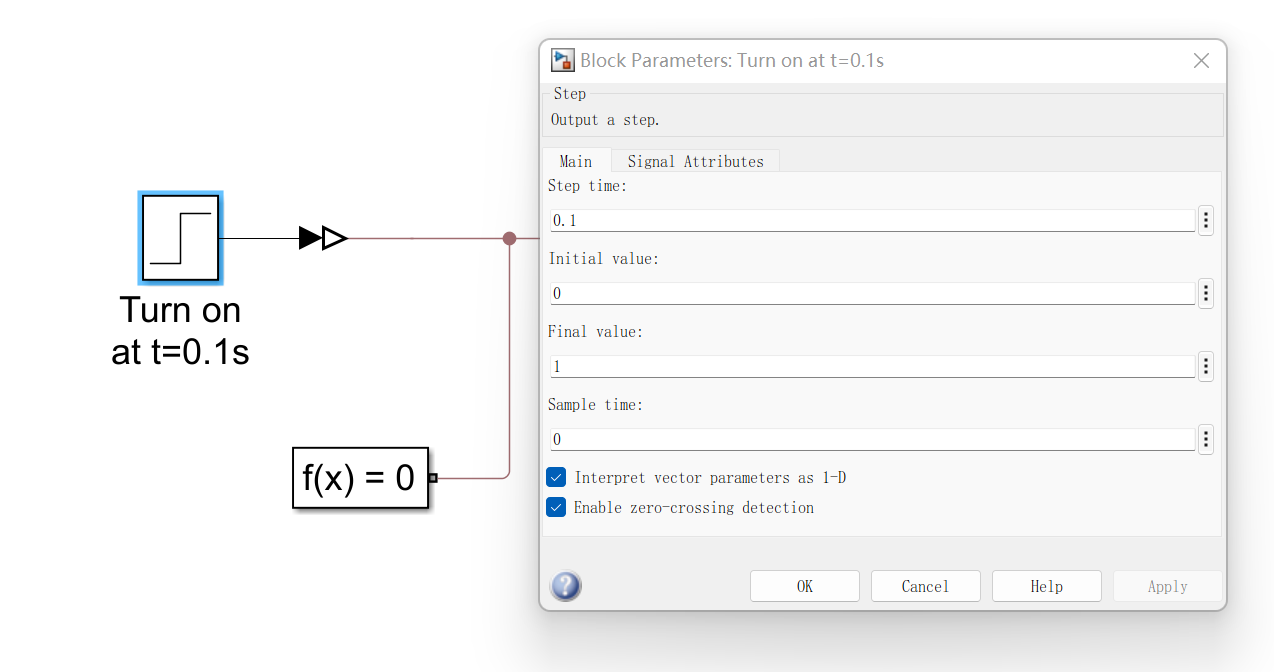 Turn on
at t=0.1s
f(x) = 0
Block Parameters: Turn on at t=0.1s
Step
Output a step.
Main
Signal Attributes
Step time:
0.1
Initial value:
0
Final value:
1
Sample time:
0
Interpret vector parameters as 1-D
Enable zero-crossing detection
?
OK
Cancel
Help
Apply